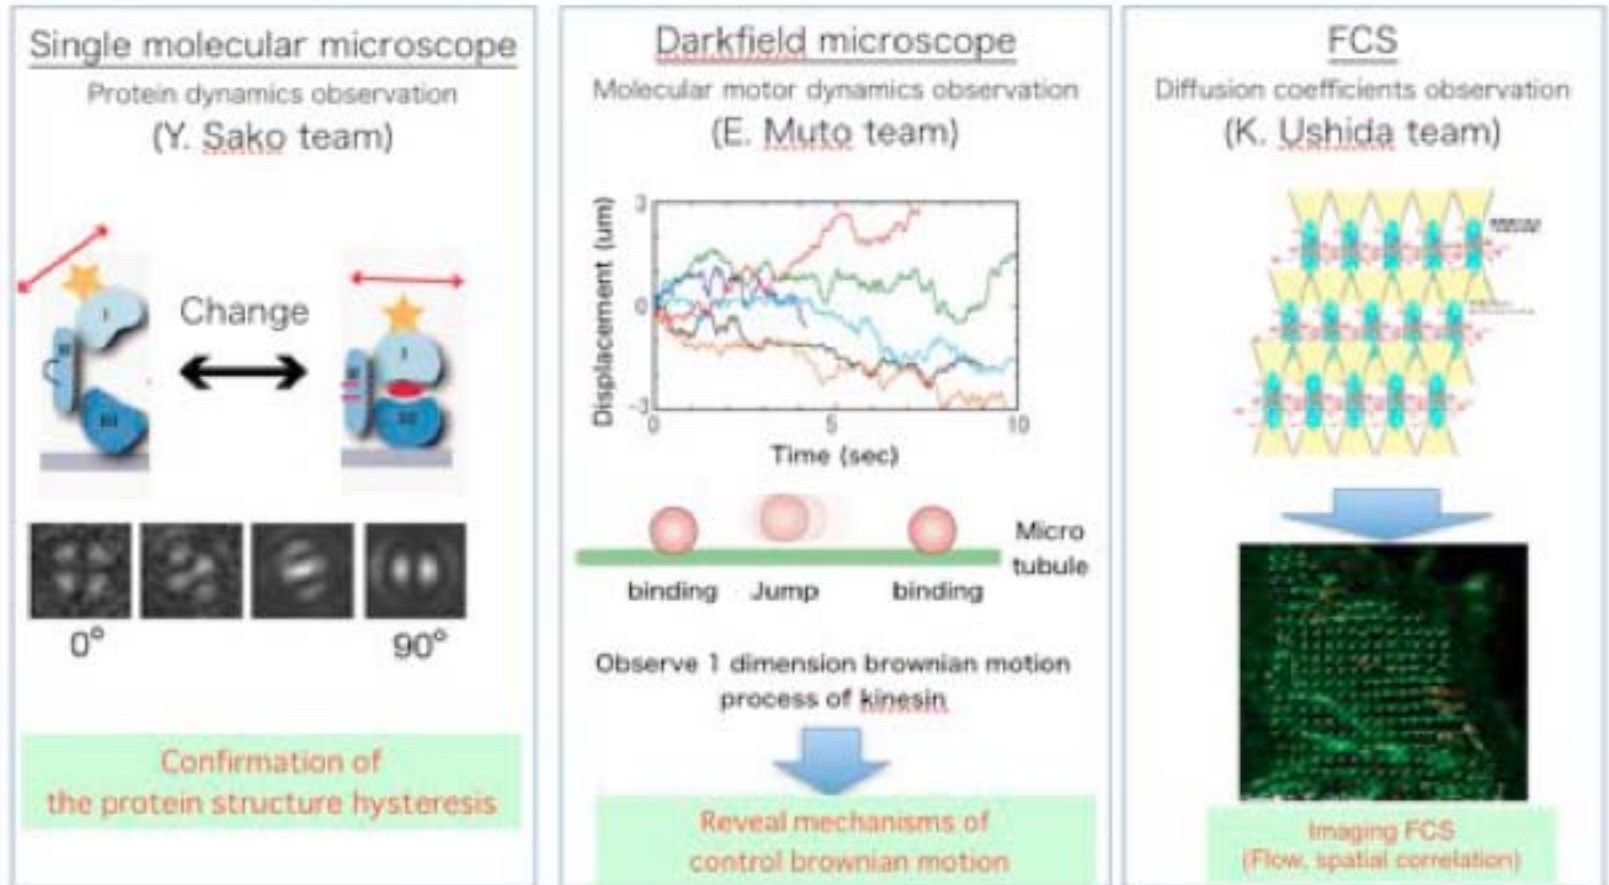 Single molecular microscope
Protein dynamics observation
(Y. Sako team)
I
Change
I
III
III
0°
90°
Confirmation of
the protein structure hysteresis
Darkfield microscope
Molecular motor dynamics observation
(E. Muto team)
3
0
-3
Displacement (um)
0
5
10
Time (sec)
Micro
tubule
binding
Jump
binding
Observe 1 dimension brownian motion
process of kinesin
Reveal mechanisms of
control brownian motion
FCS
Diffusion coefficients observation
(K. Ushida team)
Imaging FCS
(Flow, spatial correlation)